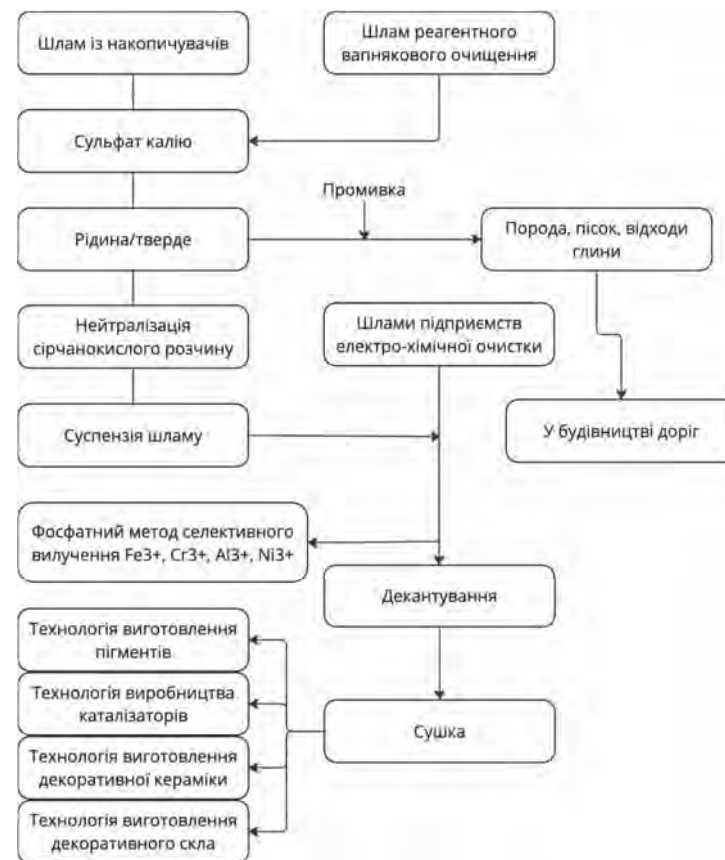 Шлам із накопичувачів
Шлам реагентного
вапнякового очищення
Сульфат калію
Промивка
Рідина/тверде
Порода, пісок, відходи
глини
Нейтралізація
сірчанокислого розчину
Шлами підприємств
електро-хімічної очистки
Суспензія шламу
У будівництві доріг
Фосфатний метод селективного
вилучення Fe3+, Cr3+, Al3+, Ni3+
Декантування
Технологія виготовлення
пігментів
Технологія виробництва
каталізаторів
Сушка
Технологія виготовлення
декоративної кераміки
Технологія виготовлення
декоративного скла